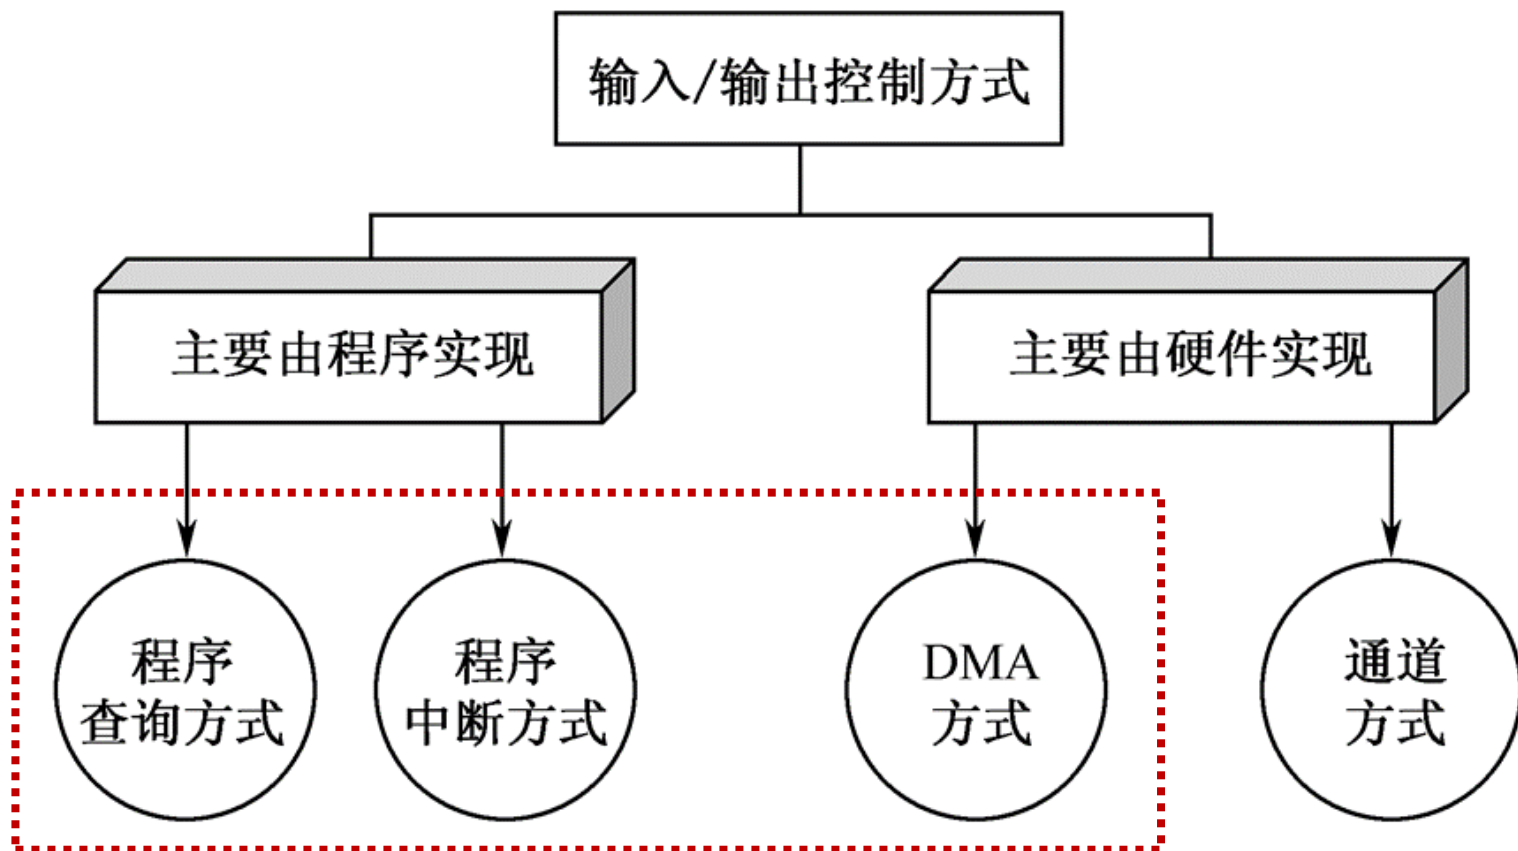 输入/输出控制方式
主要由程序实现
主要由硬件实现
程序
查询方式
程序
中断方式
DMA
方式
通道
方式